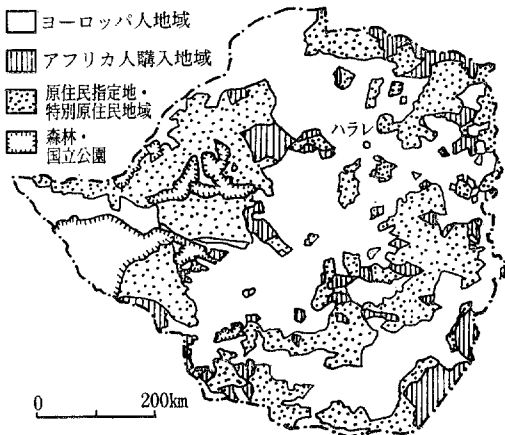 ヨーロッパ人地域
アフリカ人購入地域
原住民指定地・
特別原住民地域
森林・
国立公園
ハラレ
0 200km